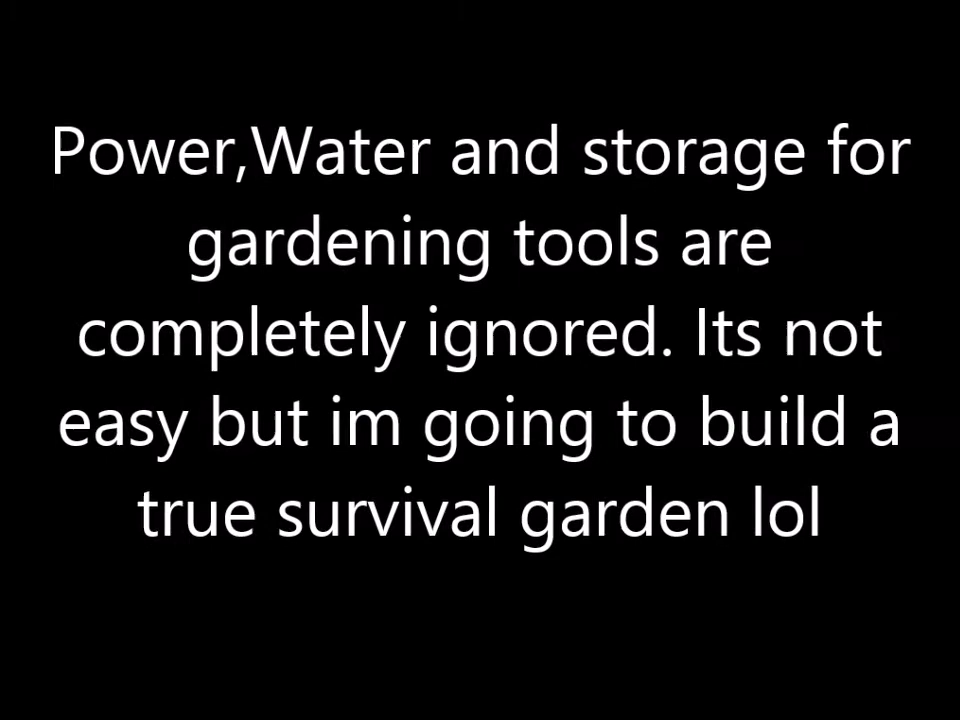 Power,Water and storage for
gardening tools are
completely ignored. Its not
easy but im going to build a
true survival garden lol